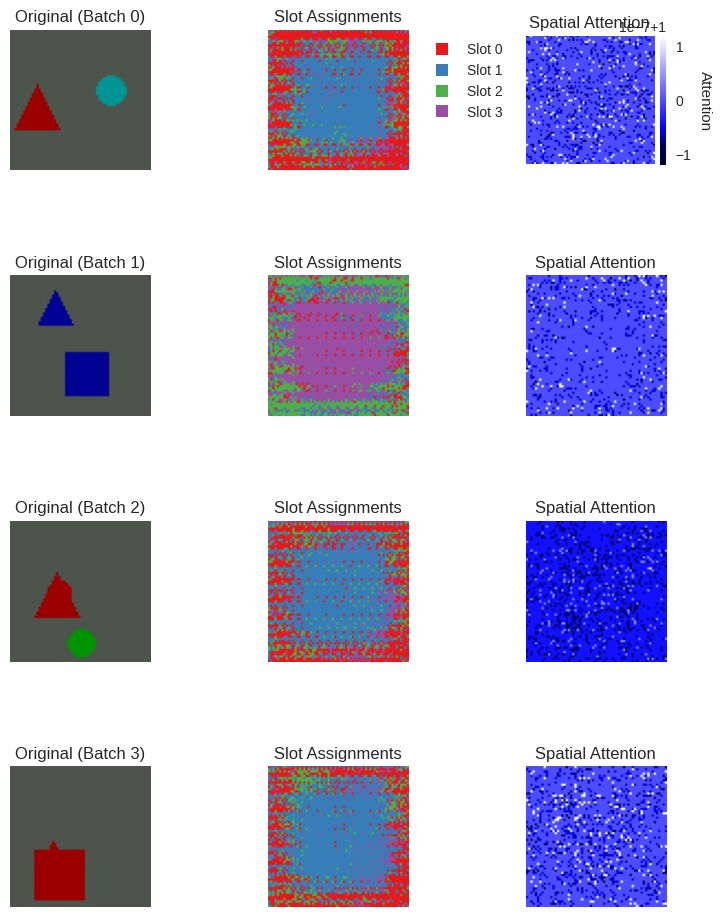 Original (Batch 0)
Slot Assignments
Slot 0
Slot 1
Slot 2
Slot 3
Spatial Attention
1e−7+1
1
0
−1
Attention
Original (Batch 1)
Slot Assignments
Spatial Attention
Original (Batch 2)
Slot Assignments
Spatial Attention
Original (Batch 3)
Slot Assignments
Spatial Attention